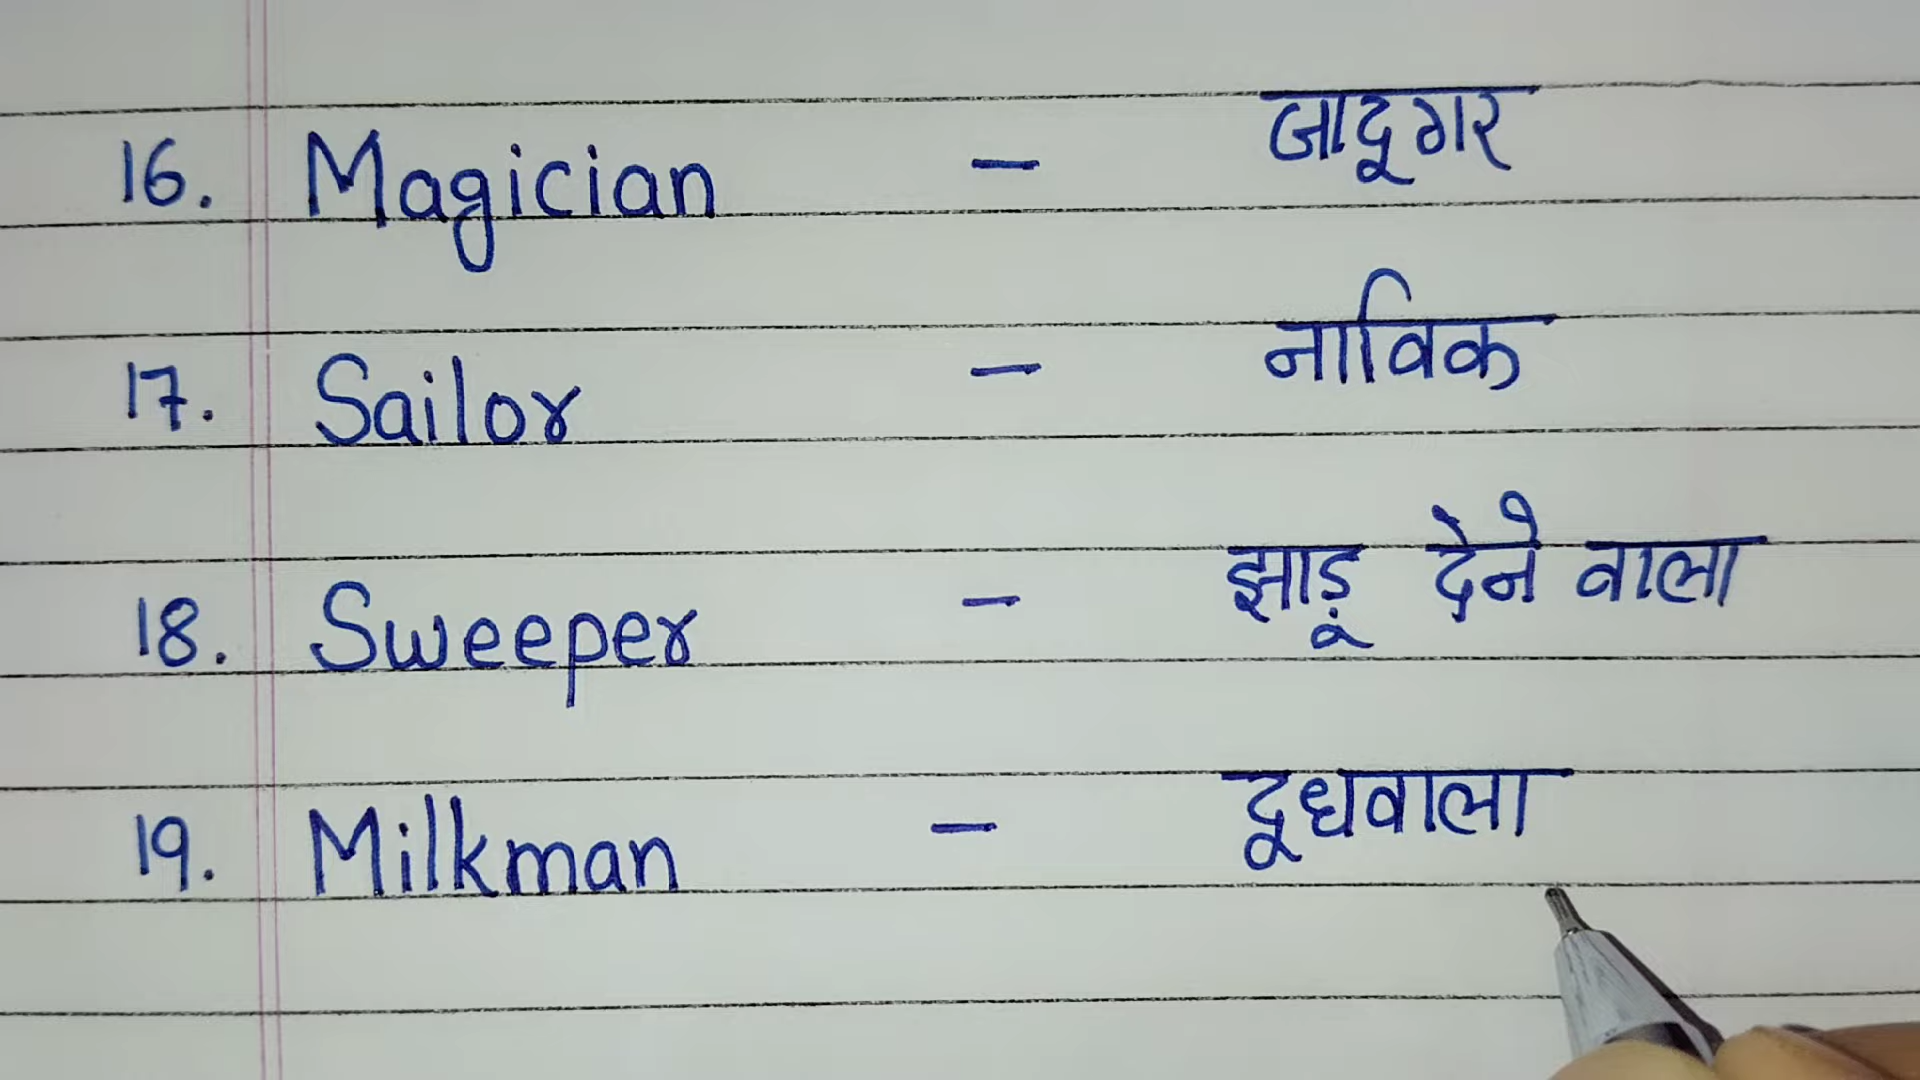 16. Magician - जादूगर
17. Sailor - नाविक
18. Sweeper - झाड़ू देने वाला
19. Milkman - दूधवाला